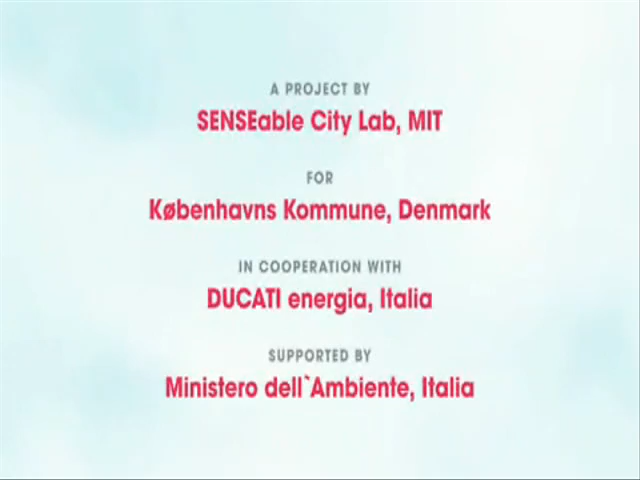 A PROJECT BY
SENSEable City Lab, MIT
FOR
Københavns Kommune, Denmark
IN COOPERATION WITH
DUCATI energia, Italia
SUPPORTED BY
Ministero dell`Ambiente, Italia